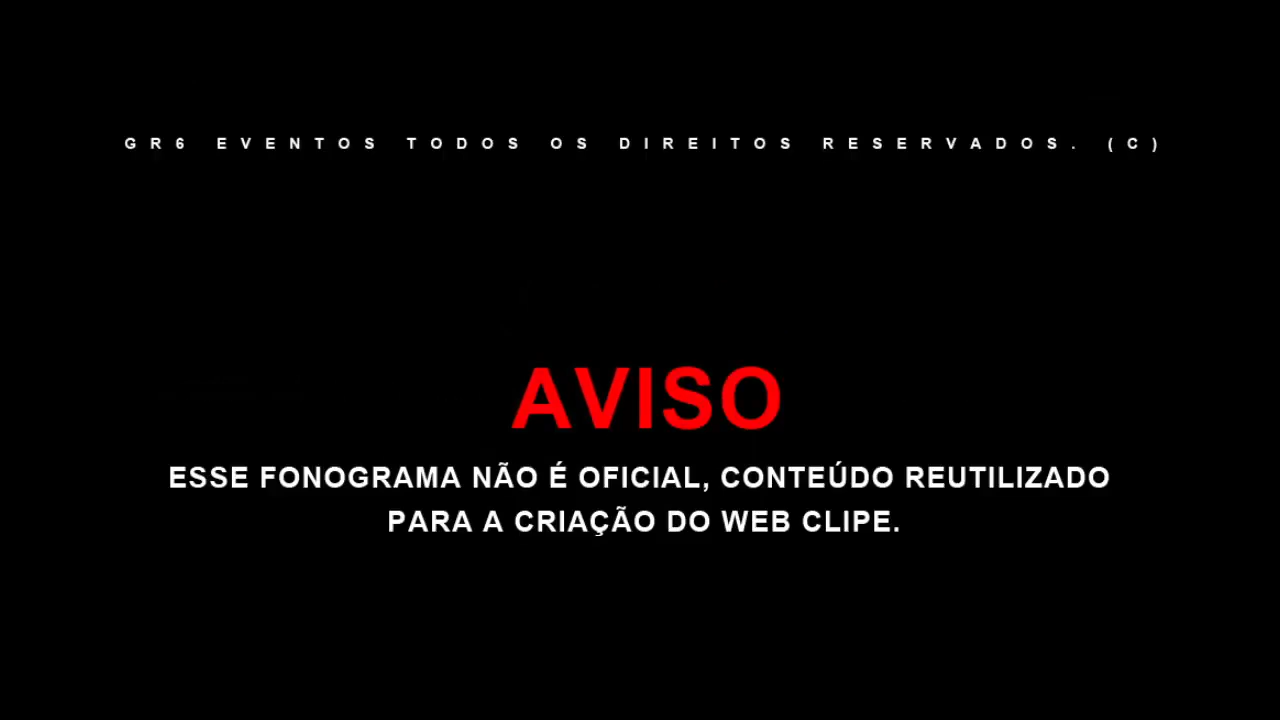 GR6 EVENTOS TODOS OS DIREITOS RESERVADOS. (C)
AVISO
ESSE FONOGRAMA NÃO É OFICIAL, CONTEÚDO REUTILIZADO
PARA A CRIAÇÃO DO WEB CLIPE.